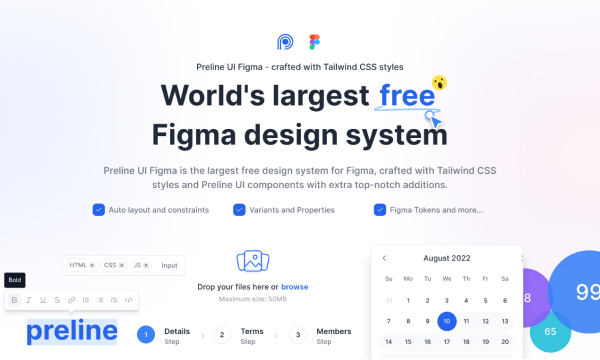 Preline UI Figma - crafted with Tailwind CSS styles
World's largest free
Figma design system
Preline UI Figma is the largest free design system for Figma, crafted with Tailwind CSS
styles and Preline UI components with extra top-notch additions.
Auto layout and constraints
Variants and Properties
Figma Tokens and more...
HTML CSS JS Input
Bold
B I U S
preline
Drop your files here or browse
Maximum size: 50MB
1 Details
Step
2 Terms
Step
3 Members
Step
August 2022
Su Mo Tu We Th Fr Sa
31 1 2 3 4 5 6
7 8 9 10 11 12 13
14 15 16 17 18 19 20
8
99
65